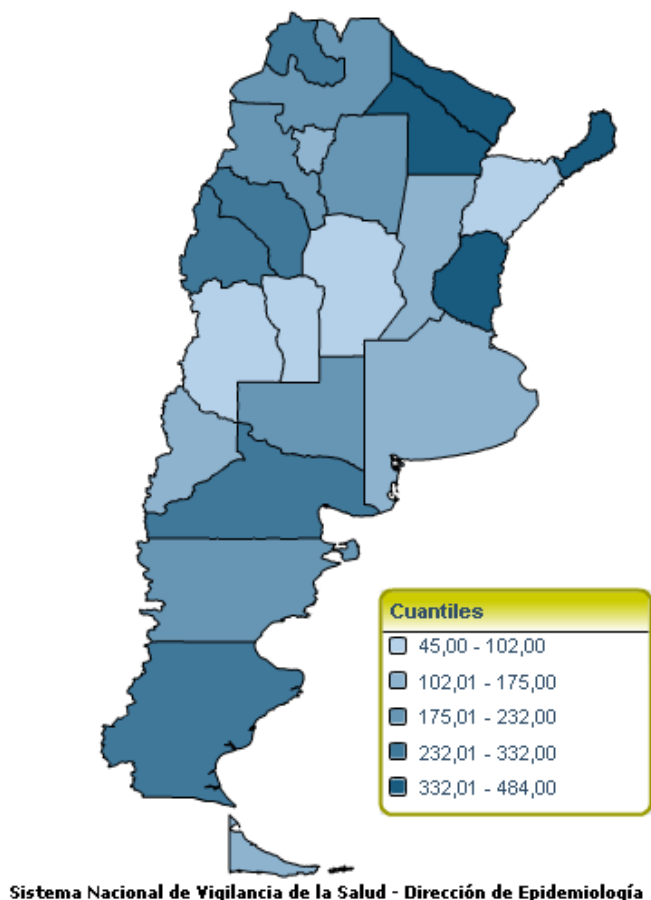 Cuantiles
45,00 - 102,00
102,01 - 175,00
175,01 - 232,00
232,01 - 332,00
332,01 - 484,00
Sistema Nacional de Vigilancia de la Salud - Dirección de Epidemiología